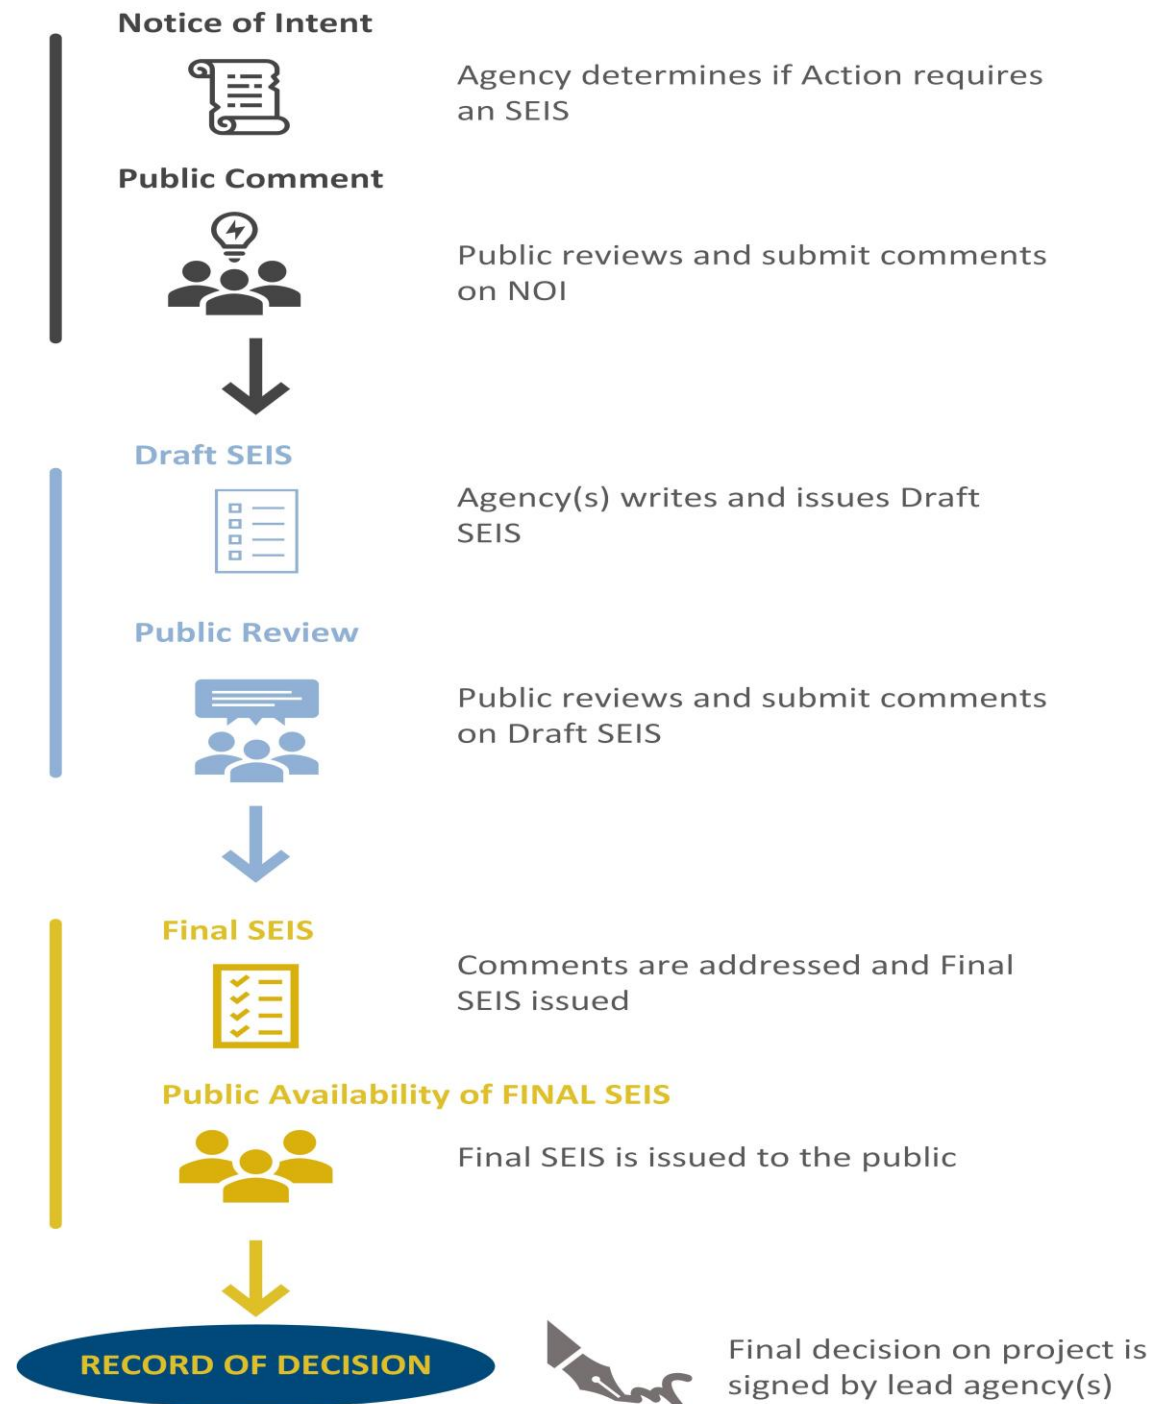 Notice of Intent
Agency determines if Action requires
an SEIS
Public Comment
Public reviews and submit comments
on NOI
Draft SEIS
Agency(s) writes and issues Draft
SEIS
Public Review
Public reviews and submit comments
on Draft SEIS
Final SEIS
Comments are addressed and Final
SEIS issued
Public Availability of FINAL SEIS
Final SEIS is issued to the public
RECORD OF DECISION
Final decision on project is
signed by lead agency(s)